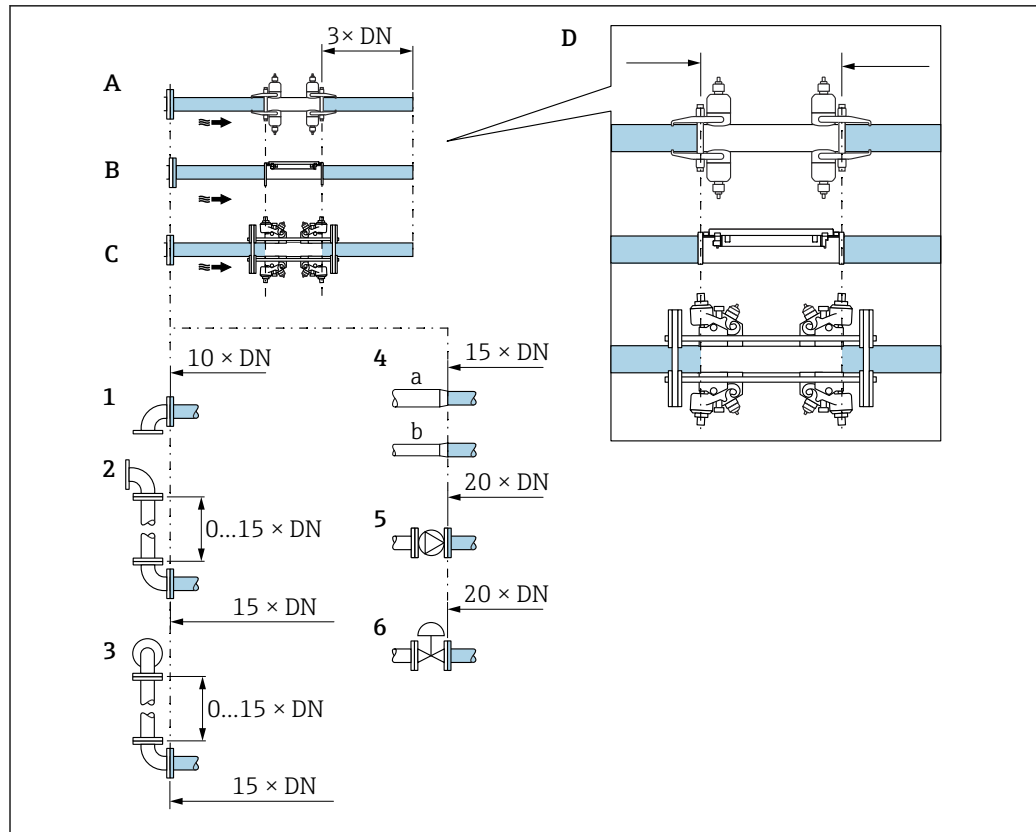 3× DN
D
A
B
C
10 × DN
4
15 × DN
1
a
b
2
20 × DN
5
0...15 × DN
20 × DN
15 × DN
6
3
0...15 × DN
15 × DN